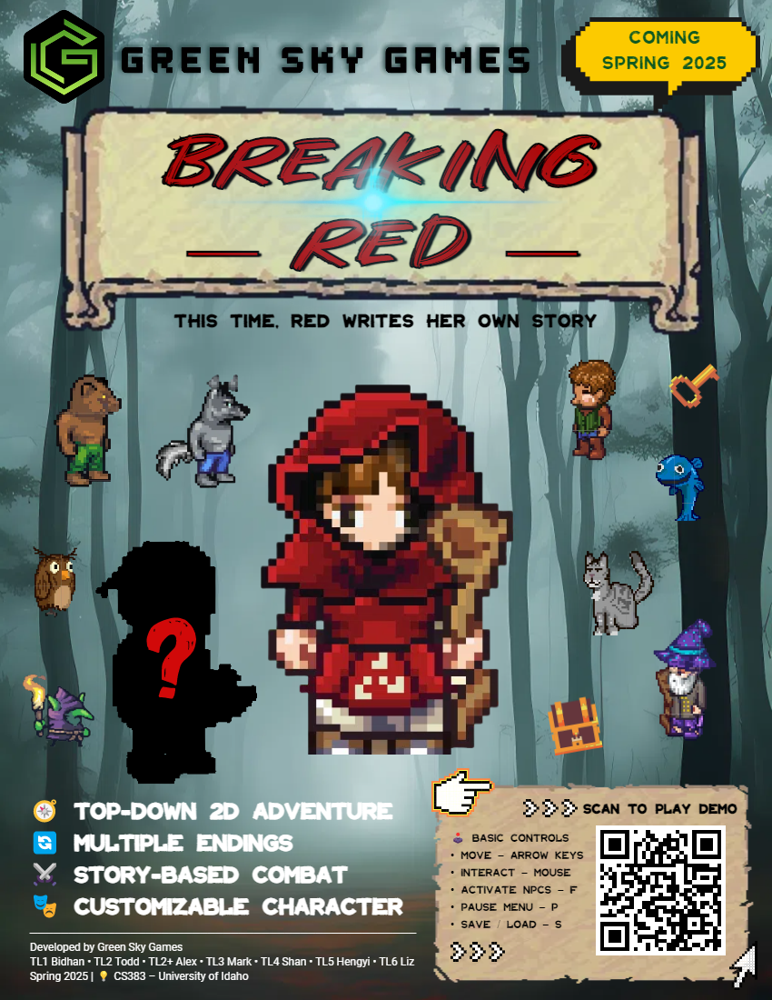 GREEN SKY GAMES
COMING
SPRING 2025
BREAKING
RED
THIS TIME, RED WRITES HER OWN STORY
?
TOP-DOWN 2D ADVENTURE
MULTIPLE ENDINGS
STORY-BASED COMBAT
CUSTOMIZABLE CHARACTER
Developed by Green Sky Games
TL1 Bidhan • TL2 Todd • TL2+ Alex • TL3 Mark • TL4 Shan • TL5 Hengyi • TL6 Liz
Spring 2025 | 💡 CS383 – University of Idaho
SCAN TO PLAY DEMO
BASIC CONTROLS
• MOVE – ARROW KEYS
• INTERACT – MOUSE
• ACTIVATE NPCS – F
• PAUSE MENU – P
• SAVE / LOAD – S